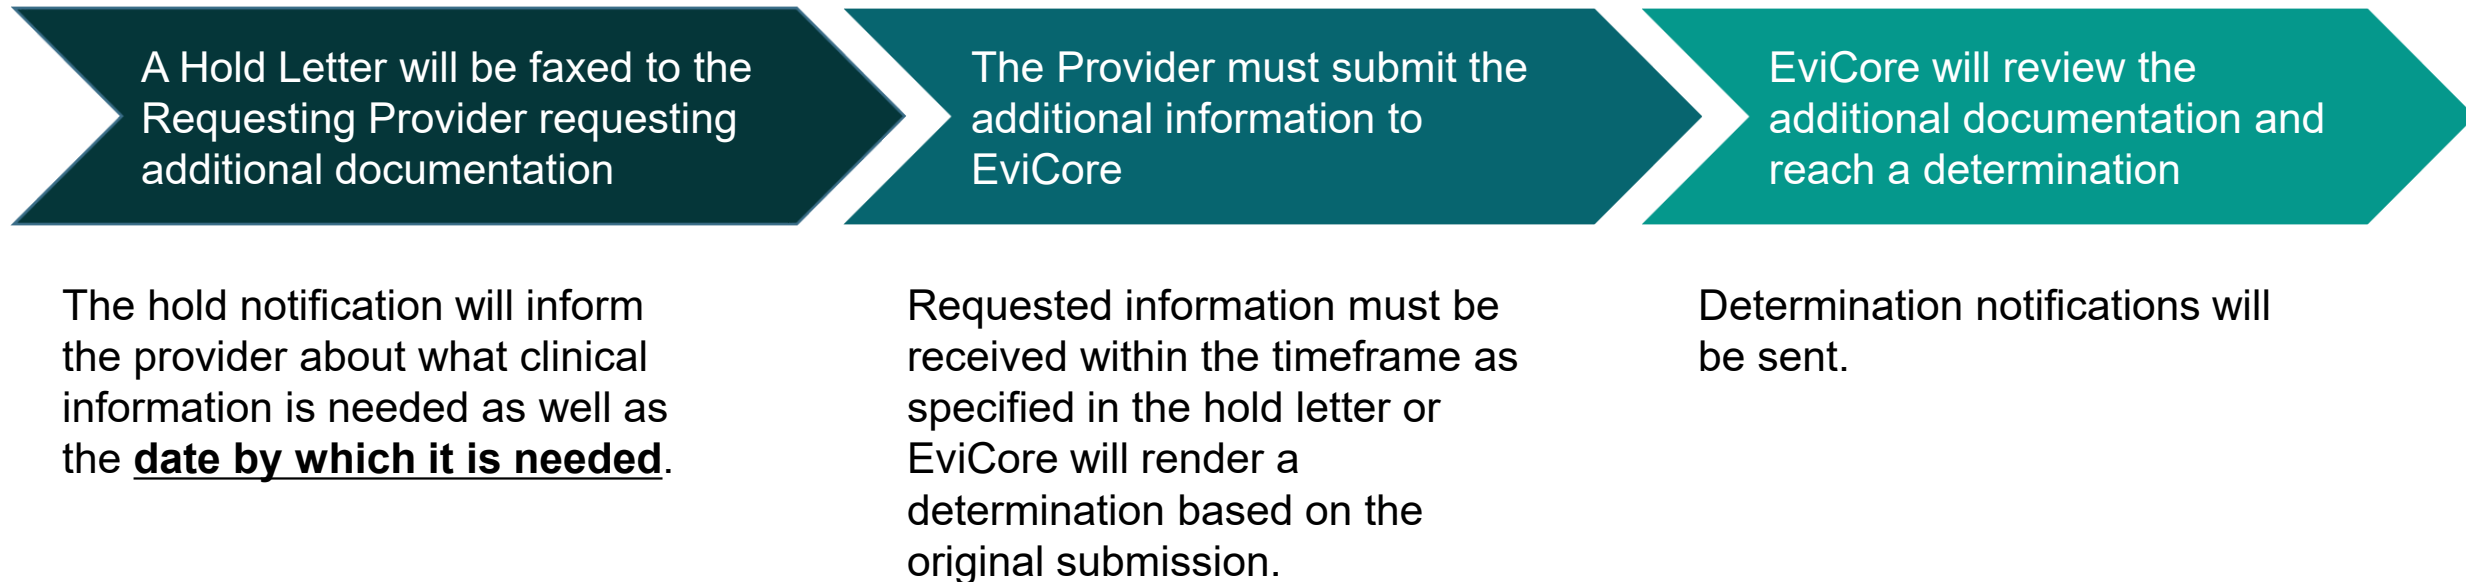 A Hold Letter will be faxed to the
Requesting Provider requesting
additional documentation
The hold notification will inform
the provider about what clinical
information is needed as well as
the date by which it is needed.
The Provider must submit the
additional information to
EviCore
Requested information must be
received within the timeframe as
specified in the hold letter or
EviCore will render a
determination based on the
original submission.
EviCore will review the
additional documentation and
reach a determination
Determination notifications will
be sent.